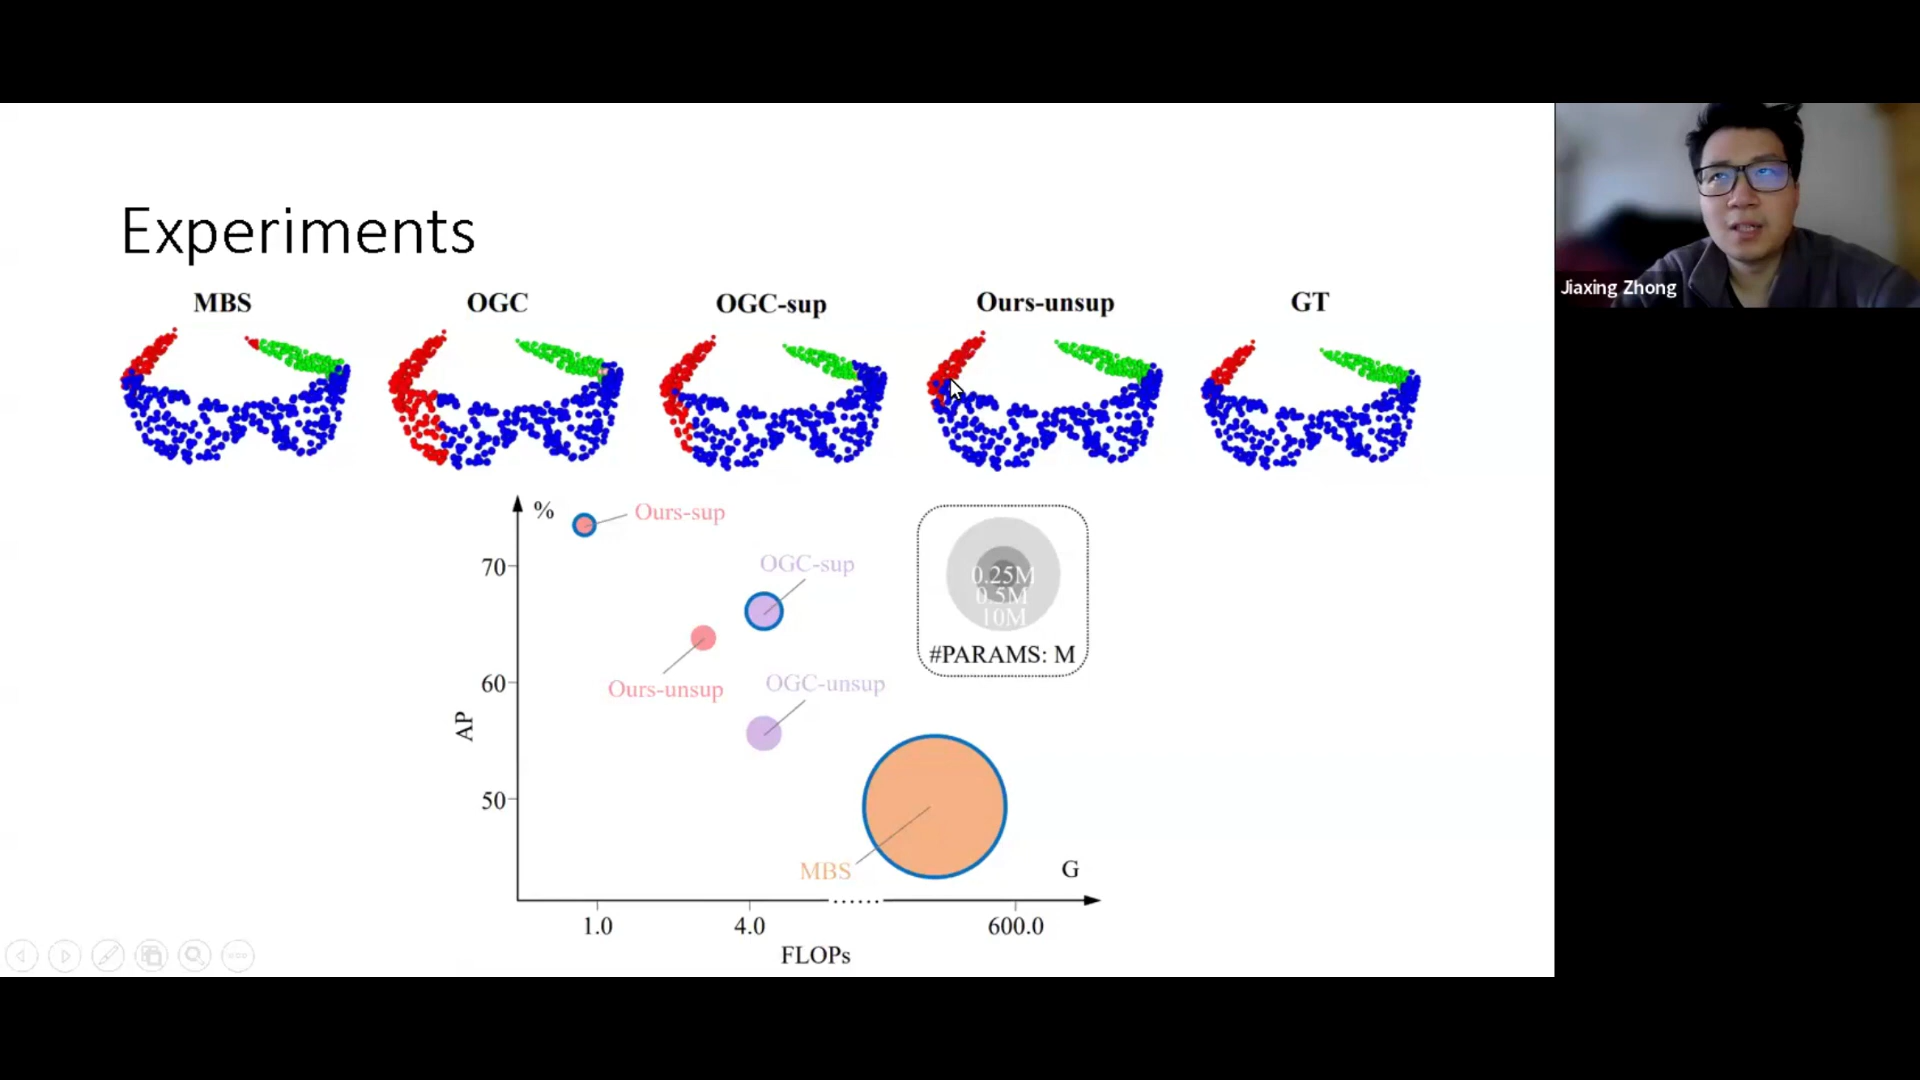 Experiments
MBS
OGC
OGC-sup
Ours-unsup
GT
Jiaxing Zhong
%
Ours-sup
OGC-sup
70
0.25M
0.5M
10M
#PARAMS: M
Ours-unsup
OGC-unsup
60
AP
50
MBS
G
1.0
4.0
600.0
FLOPs